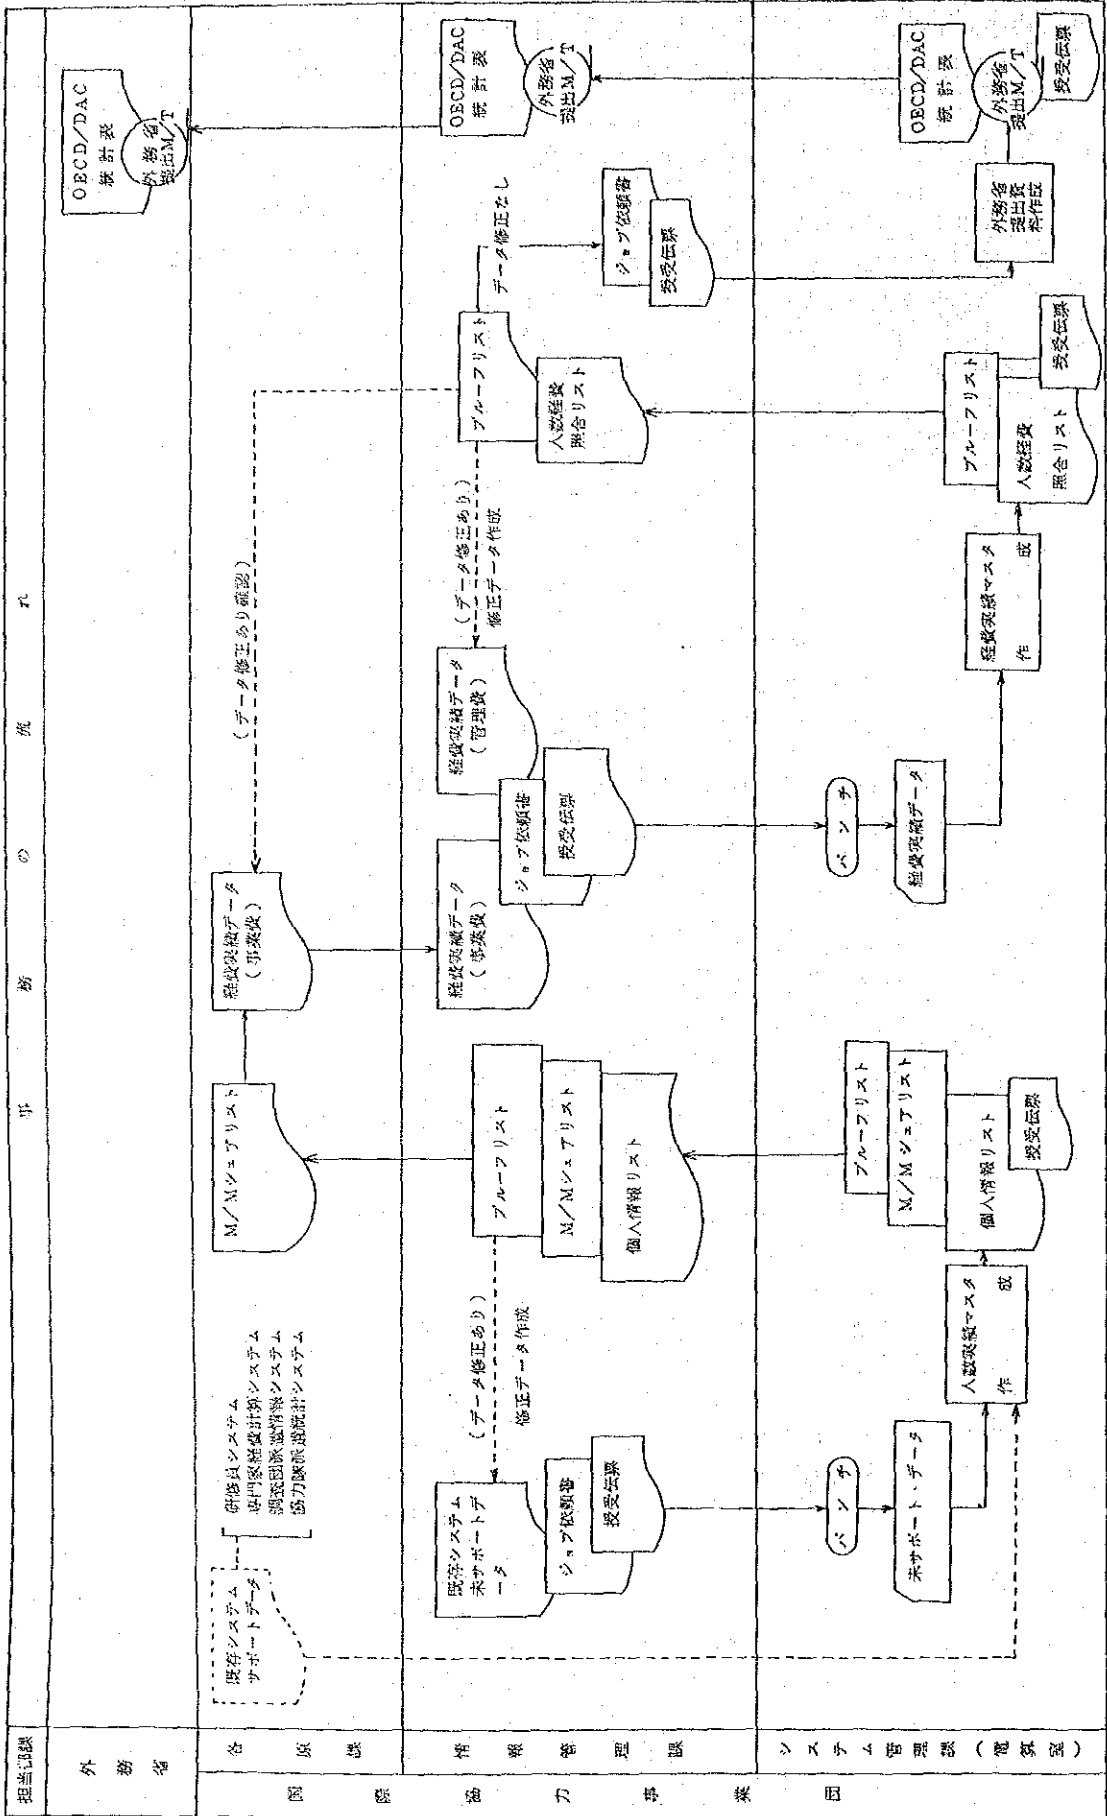 担当部課
事務の流れ
外務省
OECD/DAC
統計表
外務省
提出M/T
国際協力事業団
各原課
既存システム
サポートデータ
研修員システム
専門家経費計算システム
調査団派遣情報システム
協力隊派遣統計システム
M/Mシェアリスト
経費実績データ
(事業費)
(データ修正あり確認)
情報管理課
既存システム
未サポートデ
ータ
ジョブ依頼書
授受伝票
(データ修正あり)
修正データ作成
プルーフリスト
M/Mシェアリスト
個人情報リスト
経費実績データ
(事業費)
経費実績データ
(管理費)
ジョブ依頼書
授受伝票
(データ修正あり)
修正データ作成
プルーフリスト
人数経費
照合リスト
データ修正なし
ジョブ依頼書
授受伝票
OECD/DAC
統計表
外務省
提出M/T
システム管理課(電算室)
パンチ
未サポート・データ
人数実績マスタ
作成
プルーフリスト
M/Mシェアリスト
個人情報リスト
授受伝票
パンチ
経費実績データ
経費実績マスタ
作成
プルーフリスト
人数経費
照合リスト
授受伝票
外務省
提出資
料作成
OECD/DAC
統計表
外務省
提出M/T
授受伝票